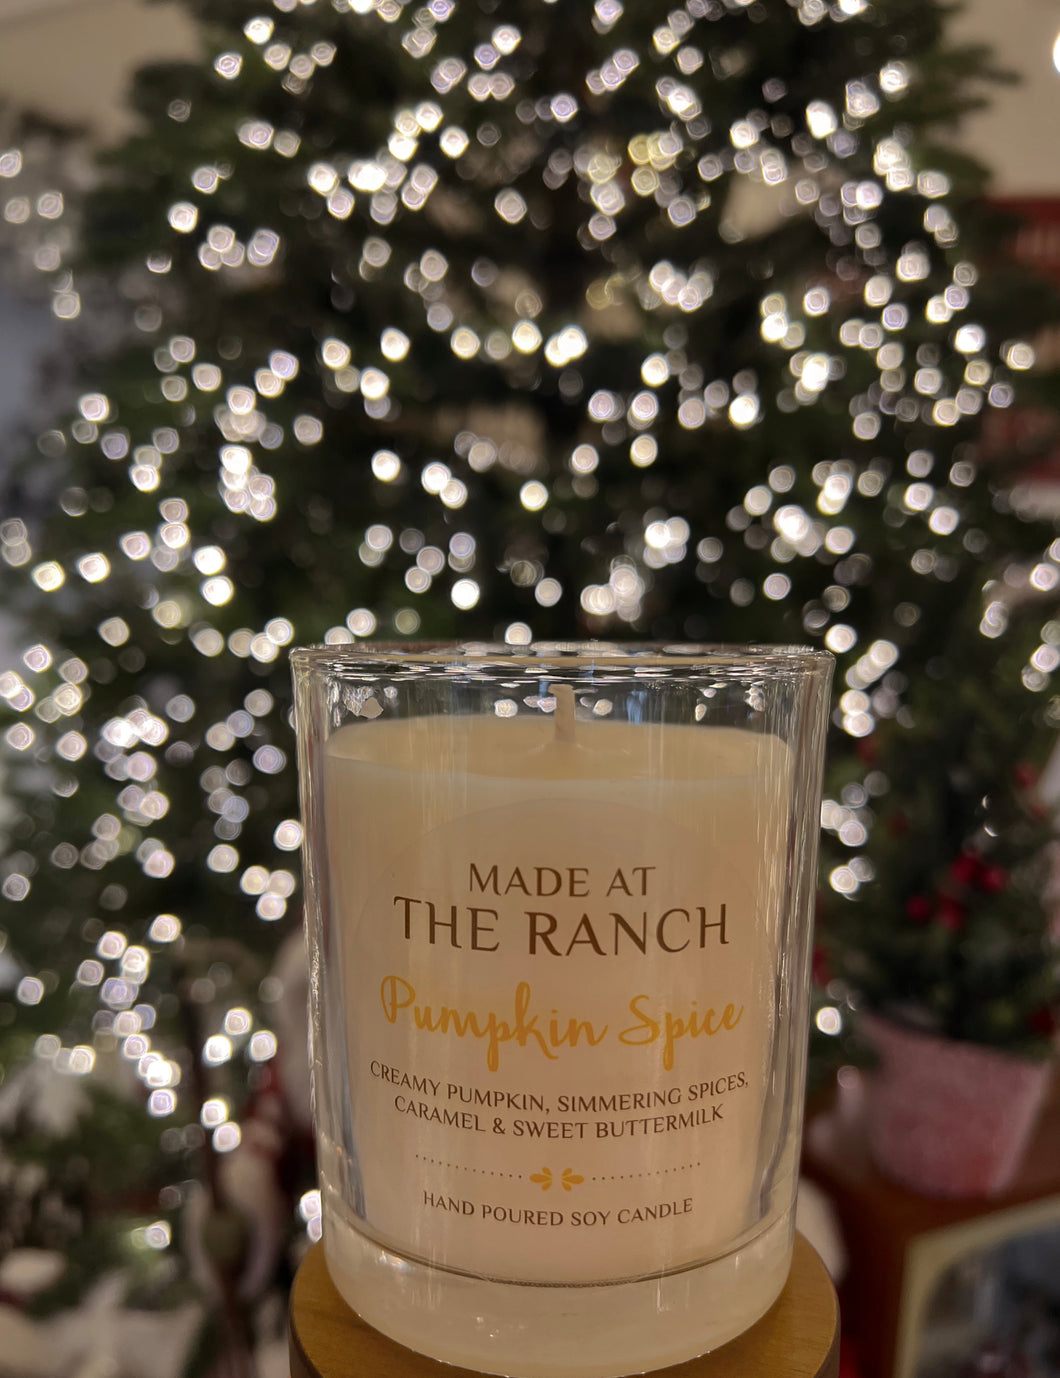 MADE AT
THE RANCH
Pumpkin Spice
CREAMY PUMPKIN, SIMMERING SPICES,
CARAMEL & SWEET BUTTERMILK
HAND POURED SOY CANDLE